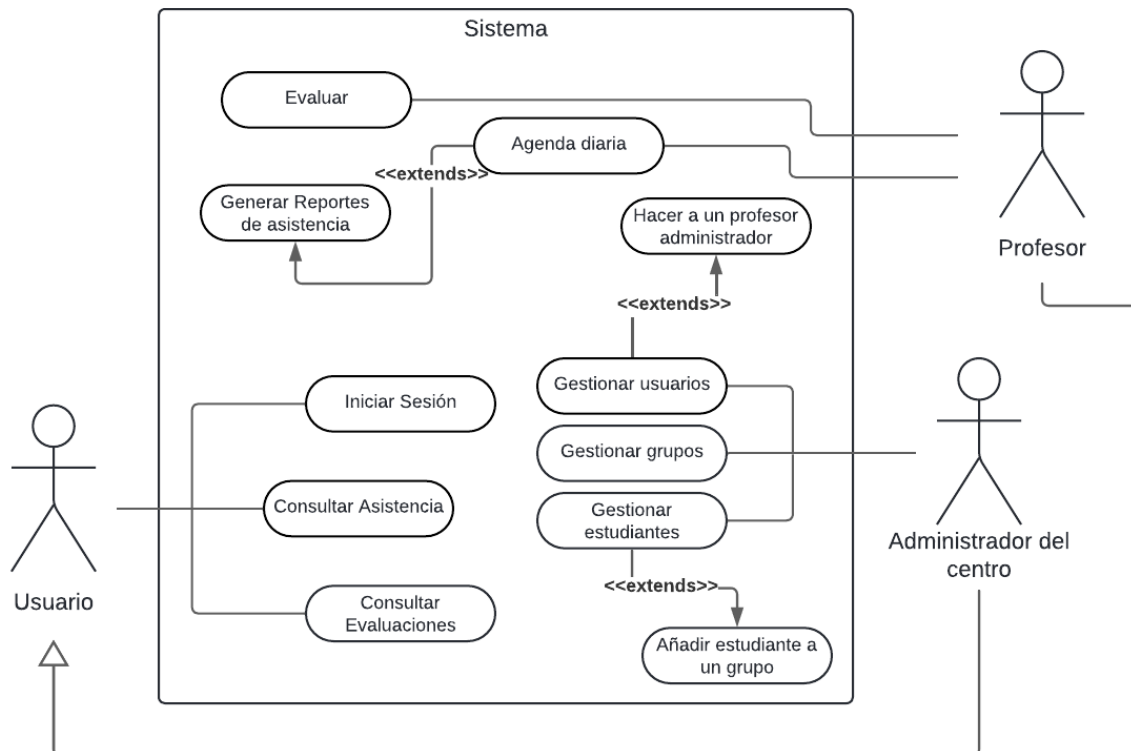 Sistema
Evaluar
Agenda diaria
<<extends>>
Generar Reportes
de asistencia
Hacer a un profesor
administrador
Profesor
<<extends>>
Gestionar usuarios
Iniciar Sesión
Gestionar grupos
Consultar Asistencia
Gestionar
estudiantes
Administrador del
centro
<<extends>>
Usuario
Consultar
Evaluaciones
Añadir estudiante a
un grupo